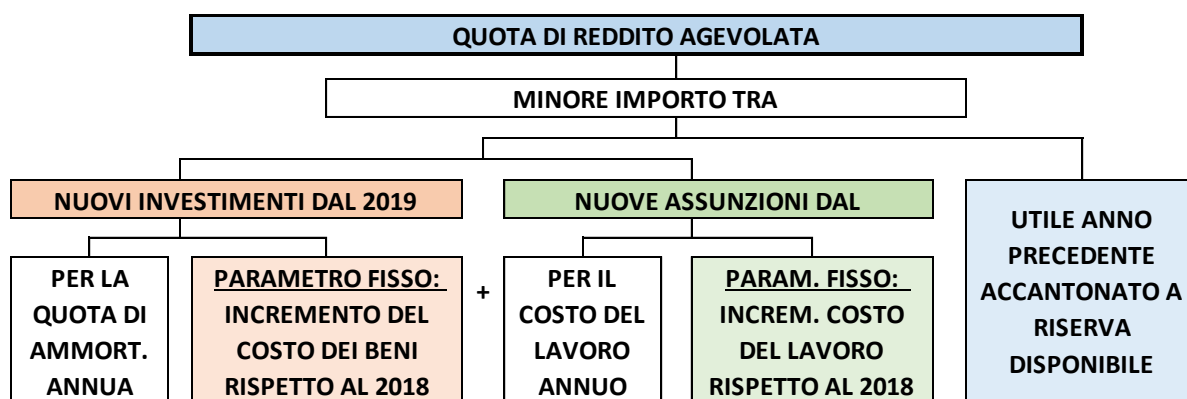 QUOTA DI REDDITO AGEVOLATA
MINORE IMPORTO TRA
NUOVI INVESTIMENTI DAL 2019
PER LA
QUOTA DI
AMMORT.
ANNUA
PARAMETRO FISSO:
INCREMENTO DEL
COSTO DEI BENI
RISPETTO AL 2018
+
NUOVE ASSUNZIONI DAL
PER IL
COSTO DEL
LAVORO
ANNUO
PARAM. FISSO:
INCREM. COSTO
DEL LAVORO
RISPETTO AL 2018
UTILE ANNO
PRECEDENTE
ACCANTONATO A
RISERVA
DISPONIBILE